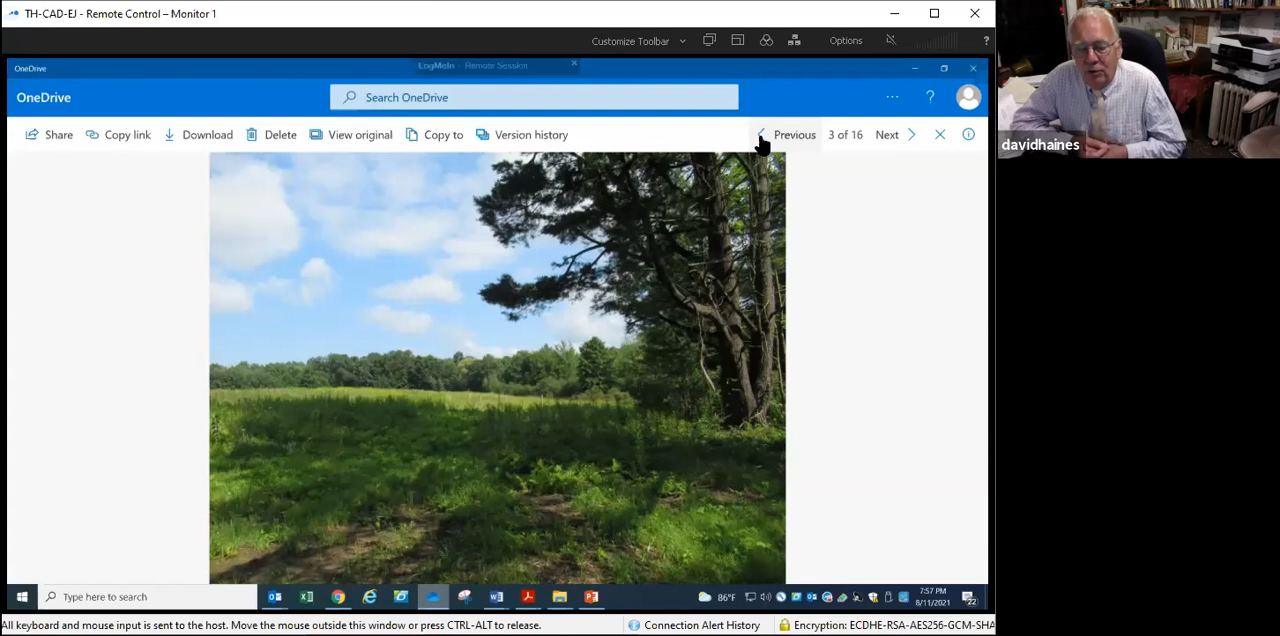 TH-CAD-EJ - Remote Control – Monitor 1
Customize Toolbar Options ?
OneDrive LogMeIn - Remote Session
OneDrive Search OneDrive ... ?
Share Copy link Download Delete View original Copy to Version history Previous 3 of 16 Next
davidhaines
Type here to search 86°F 7:57 PM
8/11/2021 22
All keyboard and mouse input is sent to the host. Move the mouse outside this window or press CTRL-ALT to release. Connection Alert History Encryption: ECDHE-RSA-AES256-GCM-SHA